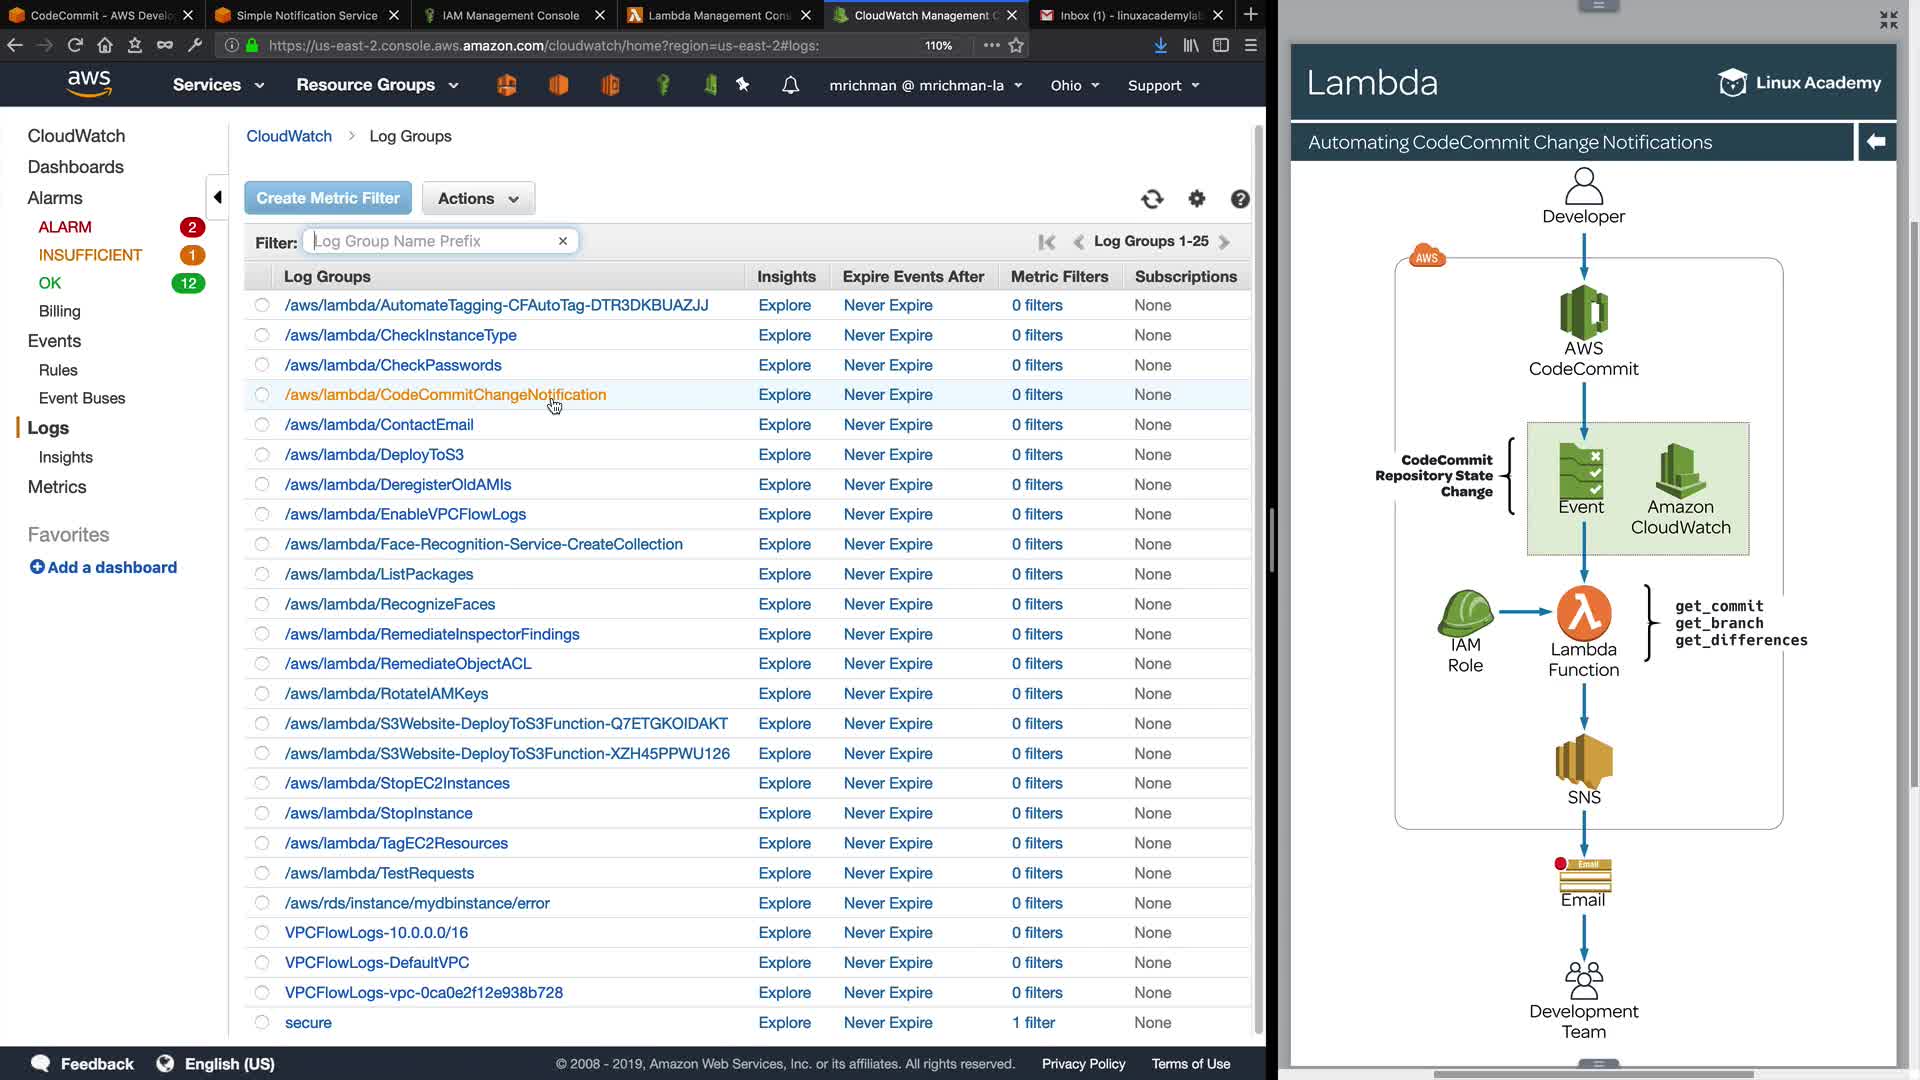 CodeCommit - AWS Develo
Simple Notification Service
IAM Management Console
Lambda Management Cons
CloudWatch Management C
Inbox (1) - linuxacademyla
https://us-east-2.console.aws.amazon.com/cloudwatch/home?region=us-east-2#logs:
110%
aws
Services
Resource Groups
mrichman @ mrichman-la
Ohio
Support
CloudWatch
Dashboards
Alarms
ALARM 2
INSUFFICIENT 1
OK 12
Billing
Events
Rules
Event Buses
Logs
Insights
Metrics
Favorites
Add a dashboard
CloudWatch > Log Groups
Create Metric Filter
Actions
Filter: Log Group Name Prefix
Log Groups 1-25
Log Groups Insights Expire Events After Metric Filters Subscriptions
/aws/lambda/AutomateTagging-CFAutoTag-DTR3DKBUAZJJ Explore Never Expire 0 filters None
/aws/lambda/CheckInstanceType Explore Never Expire 0 filters None
/aws/lambda/CheckPasswords Explore Never Expire 0 filters None
/aws/lambda/CodeCommitChangeNotification Explore Never Expire 0 filters None
/aws/lambda/ContactEmail Explore Never Expire 0 filters None
/aws/lambda/DeployToS3 Explore Never Expire 0 filters None
/aws/lambda/DeregisterOldAMIs Explore Never Expire 0 filters None
/aws/lambda/EnableVPCFlowLogs Explore Never Expire 0 filters None
/aws/lambda/Face-Recognition-Service-CreateCollection Explore Never Expire 0 filters None
/aws/lambda/ListPackages Explore Never Expire 0 filters None
/aws/lambda/RecognizeFaces Explore Never Expire 0 filters None
/aws/lambda/RemediateInspectorFindings Explore Never Expire 0 filters None
/aws/lambda/RemediateObjectACL Explore Never Expire 0 filters None
/aws/lambda/RotateIAMKeys Explore Never Expire 0 filters None
/aws/lambda/S3Website-DeployToS3Function-Q7ETGKOIDAKT Explore Never Expire 0 filters None
/aws/lambda/S3Website-DeployToS3Function-XZH45PPWU126 Explore Never Expire 0 filters None
/aws/lambda/StopEC2Instances Explore Never Expire 0 filters None
/aws/lambda/StopInstance Explore Never Expire 0 filters None
/aws/lambda/TagEC2Resources Explore Never Expire 0 filters None
/aws/lambda/TestRequests Explore Never Expire 0 filters None
/aws/rds/instance/mydbinstance/error Explore Never Expire 0 filters None
VPCFlowLogs-10.0.0.0/16 Explore Never Expire 0 filters None
VPCFlowLogs-DefaultVPC Explore Never Expire 0 filters None
VPCFlowLogs-vpc-0ca0e2f12e938b728 Explore Never Expire 0 filters None
secure Explore Never Expire 1 filter None
Feedback
English (US)
© 2008 - 2019, Amazon Web Services, Inc. or its affiliates. All rights reserved.
Privacy Policy
Terms of Use
Lambda
Linux Academy
Automating CodeCommit Change Notifications
Developer
AWS
AWS
CodeCommit
CodeCommit
Repository State
Change
Event
Amazon
CloudWatch
IAM
Role
Lambda
Function
get_commit
get_branch
get_differences
SNS
Email
Email
Development
Team